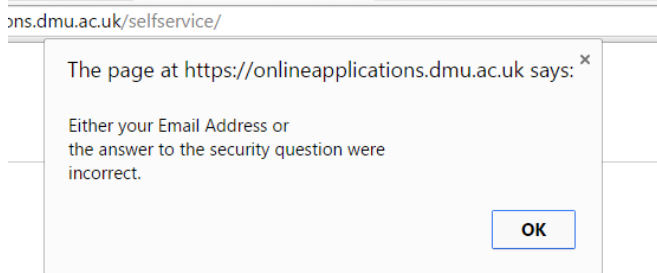 ons.dmu.ac.uk/selfservice/
The page at https://onlineapplications.dmu.ac.uk says: ×
Either your Email Address or
the answer to the security question were
incorrect.
OK